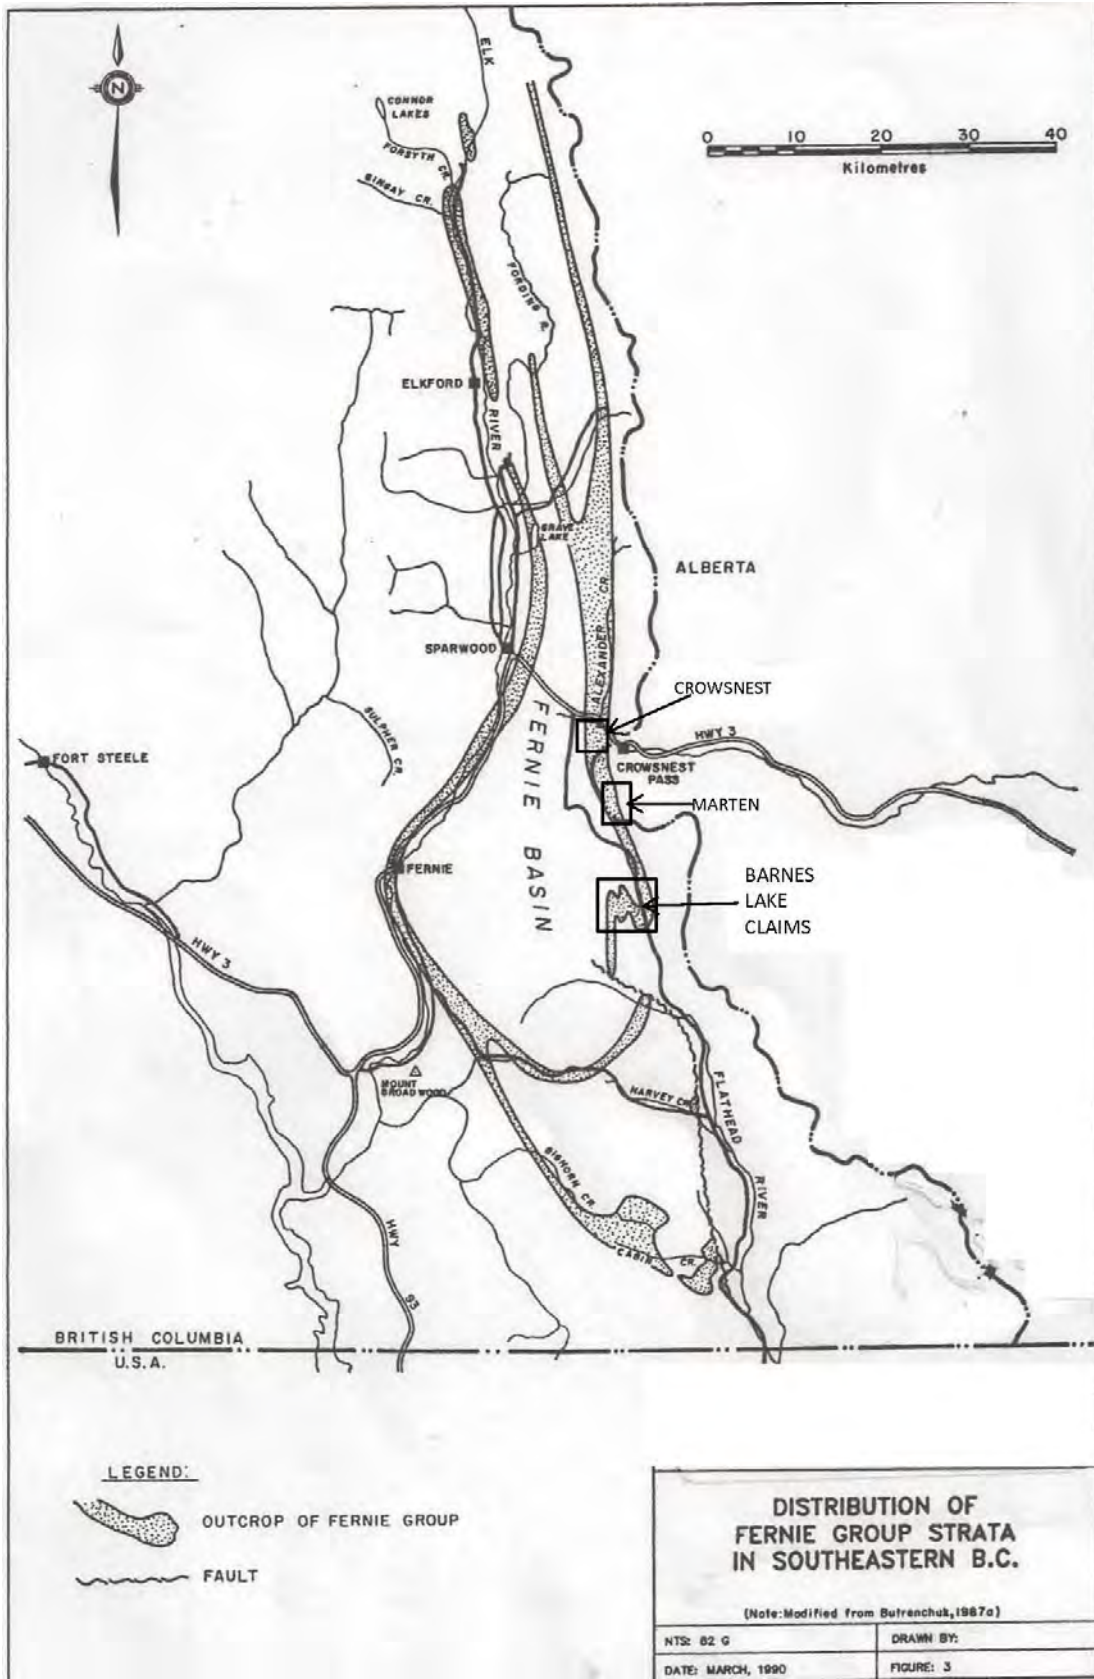 ELK
N
CONNOR
LAKES
0 10 20 30 40
Kilometres
FORSYTH CR.
BINGAY CR.
FORDING R.
ELKFORD
RIVER
GRAVE
LAKE
ALBERTA
SPARWOOD
ALEXANDER CR.
CROWSNEST
SULPHER CR.
FERNIE BASIN
HWY 3
FORT STEELE
CROWSNEST
PASS
MARTEN
FERNIE
BARNES
LAKE
CLAIMS
HWY 3
MOUNT
BROADWOOD
HARVEY CR.
FLATHEAD
RIVER
BIGHORN CR.
CABIN CR.
HWY 93
BRITISH COLUMBIA
U.S.A.
LEGEND:
OUTCROP OF FERNIE GROUP
FAULT
DISTRIBUTION OF
FERNIE GROUP STRATA
IN SOUTHEASTERN B.C.
(Note:Modified from Butrenchuk,1987a)
NTS: 82 G
DRAWN BY:
DATE: MARCH, 1990
FIGURE: 3